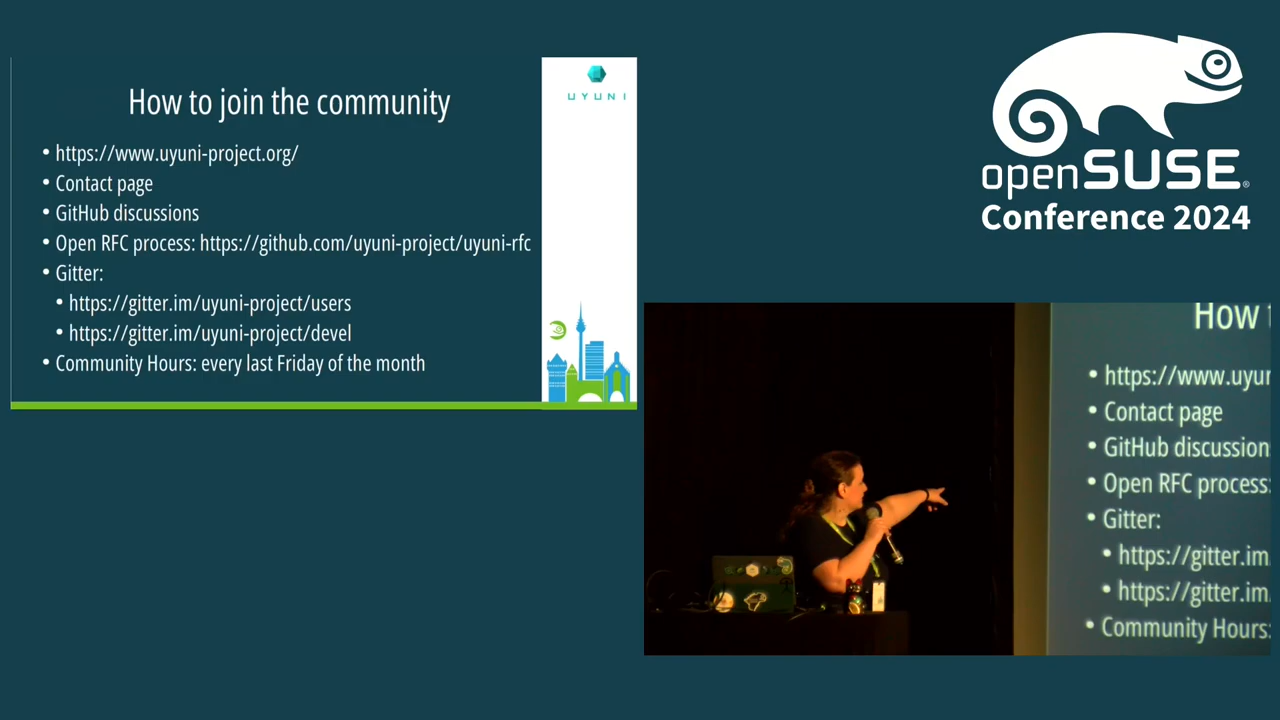 How to join the community
• https://www.uyuni-project.org/
• Contact page
• GitHub discussions
• Open RFC process: https://github.com/uyuni-project/uyuni-rfc
• Gitter:
• https://gitter.im/uyuni-project/users
• https://gitter.im/uyuni-project/devel
• Community Hours: every last Friday of the month
UYUNI
openSUSE®
Conference 2024
How t
• https://www.uyur
• Contact page
• GitHub discussion
• Open RFC process:
• Gitter:
• https://gitter.im
• https://gitter.im
• Community Hours: